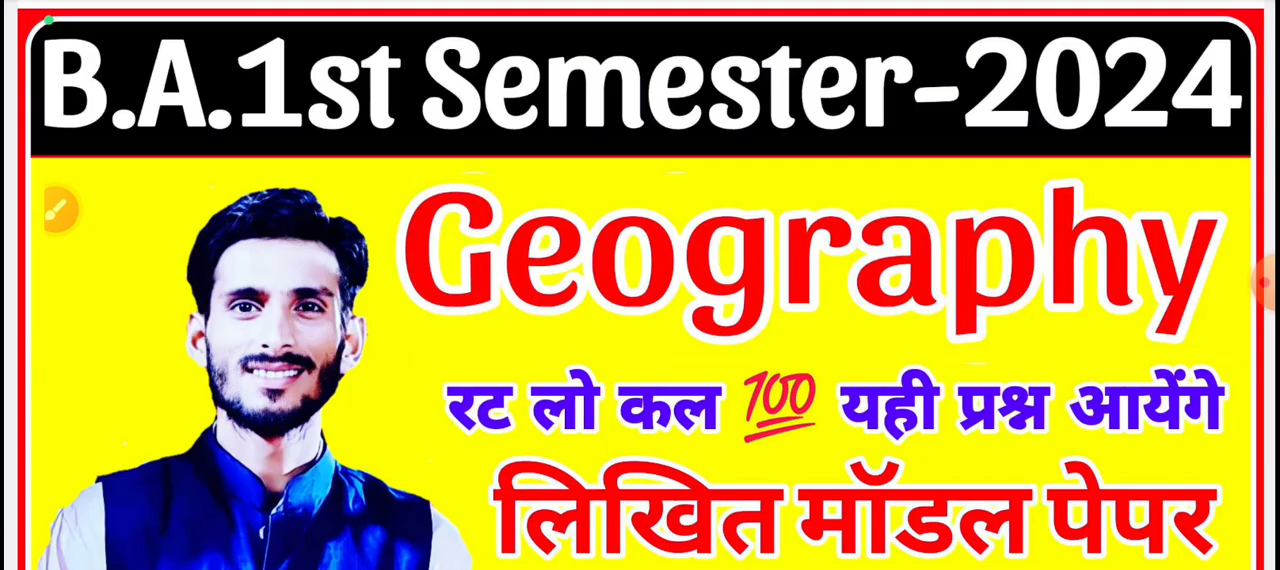 B.A.1st Semester-2024
Geography
रट लो कल 💯 यही प्रश्न आयेंगे
लिखित मॉडल पेपर